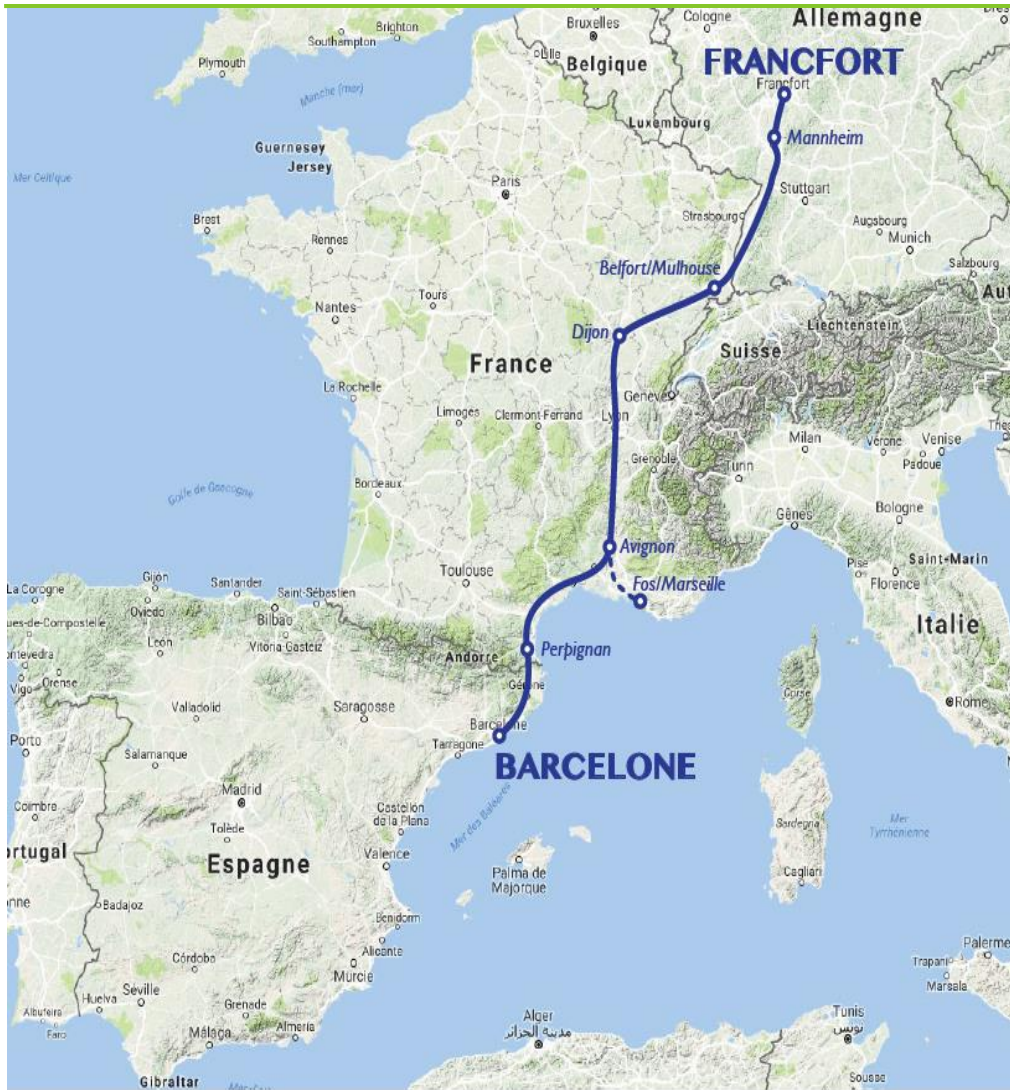 Cologne
Allemagne
Brighton
Southampton
Bruxelles
Lille
Belgique
FRANCFORT
Plymouth
Francfort
Manche (mer)
Luxembourg
Mannheim
Guernesey
Jersey
Mer Celtique
Paris
Stuttgart
Strasbourg
Brest
Augsbourg
Munich
Rennes
Belfort/Mulhouse
Salzbourg
Nantes
Tours
Dijon
Liechtenstein
Suisse
France
La Rochelle
Genève
Limoges
Clermont-Ferrand
Lyon
Milan
Vérone
Venise
Grenoble
Padoue
Turin
Bordeaux
Golfe de Gascogne
Bologne
Gênes
Avignon
Saint-Marin
Gijón
Santander
Saint-Sébastien
Toulouse
Pise
Florence
La Corogne
Fos/Marseille
Oviedo
Bilbao
Italie
León
Vitoria-Gasteiz
Andorre
Perpignan
Orense
Vigo
Gérone
Corse
Rome
Valladolid
Saragosse
Barcelone
Porto
Tarragone
Salamanque
BARCELONE
Madrid
Coimbre
Castellón
de la Plana
Mer des Baléares
Tolède
Sardegna
Mer
Tyrrhénienne
Espagne
Valence
Palma de
Majorque
Cagliari
Badajoz
Benidorm
Alicante
Palerme
Córdoba
Murcie
Trapani
Marsala
Séville
Huelva
Grenade
Albufeira
Faro
Málaga
Almería
Alger
مدينة الجزائر
Tunis
تونس
Gibraltar
Sousse